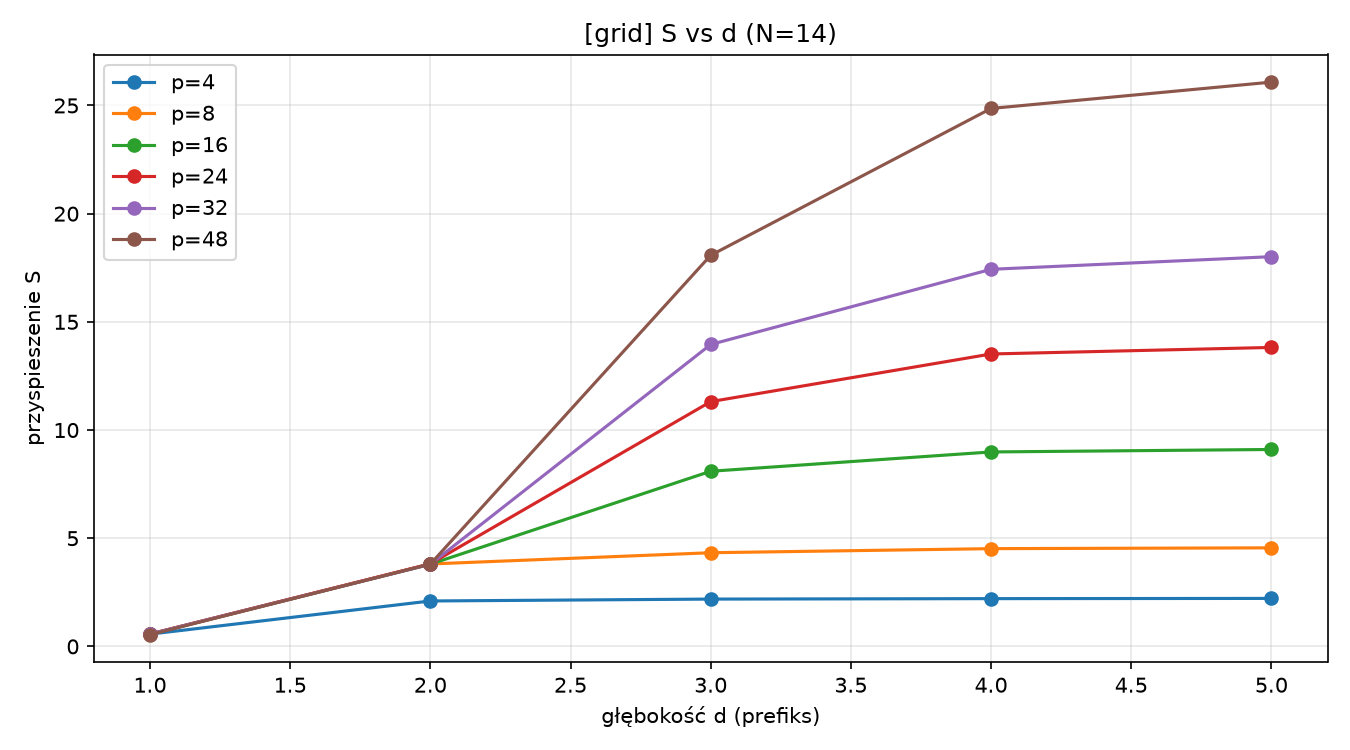 [grid] S vs d (N=14)
p=4
p=8
p=16
p=24
p=32
p=48
25
20
15
10
5
0
przyspieszenie S
1.0 1.5 2.0 2.5 3.0 3.5 4.0 4.5 5.0
głębokość d (prefiks)